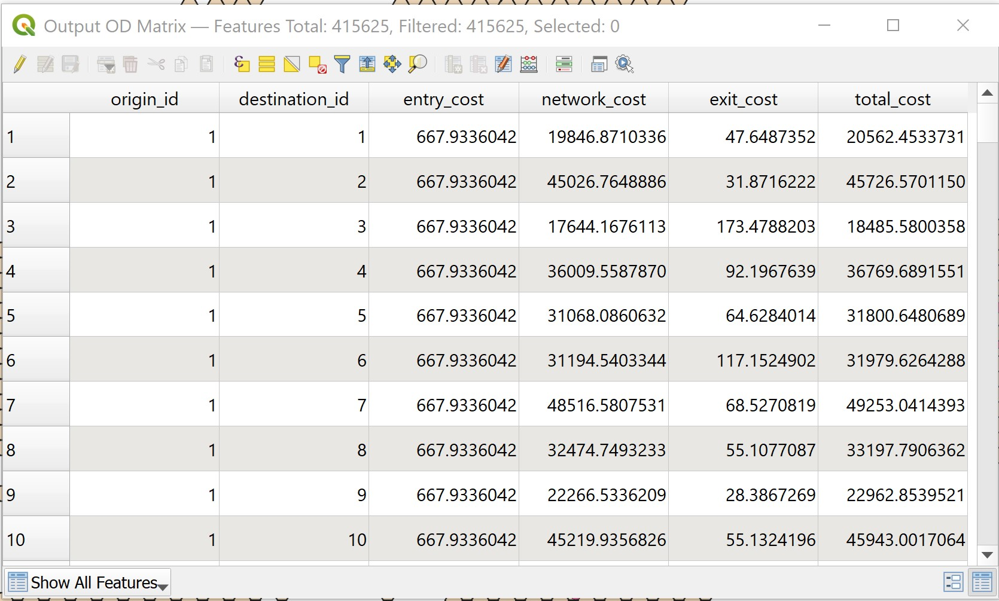 Output OD Matrix — Features Total: 415625, Filtered: 415625, Selected: 0
origin_id destination_id entry_cost network_cost exit_cost total_cost
1 1 1 667.9336042 19846.8710336 47.6487352 20562.4533731
2 1 2 667.9336042 45026.7648886 31.8716222 45726.5701150
3 1 3 667.9336042 17644.1676113 173.4788203 18485.5800358
4 1 4 667.9336042 36009.5587870 92.1967639 36769.6891551
5 1 5 667.9336042 31068.0860632 64.6284014 31800.6480689
6 1 6 667.9336042 31194.5403344 117.1524902 31979.6264288
7 1 7 667.9336042 48516.5807531 68.5270819 49253.0414393
8 1 8 667.9336042 32474.7493233 55.1077087 33197.7906362
9 1 9 667.9336042 22266.5336209 28.3867269 22962.8539521
10 1 10 667.9336042 45219.9356826 55.1324196 45943.0017064
Show All Features